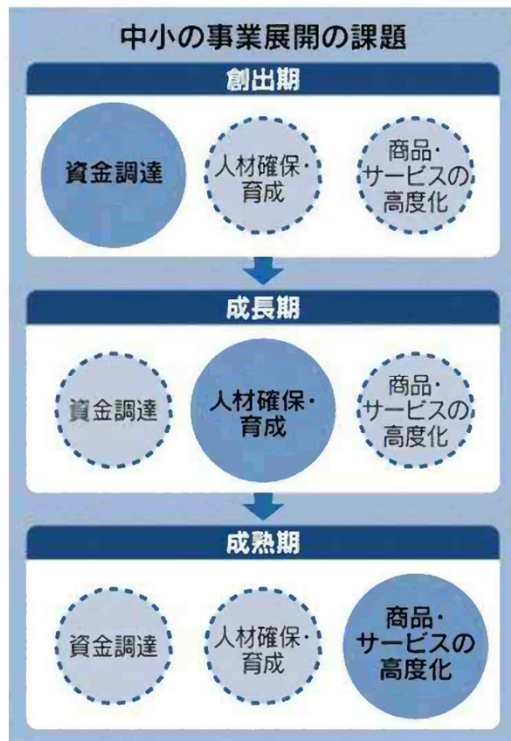 中小の事業展開の課題
創出期
資金調達
人材確保・
育成
商品・
サービスの
高度化
成長期
資金調達
人材確保・
育成
商品・
サービスの
高度化
成熟期
資金調達
人材確保・
育成
商品・
サービスの
高度化